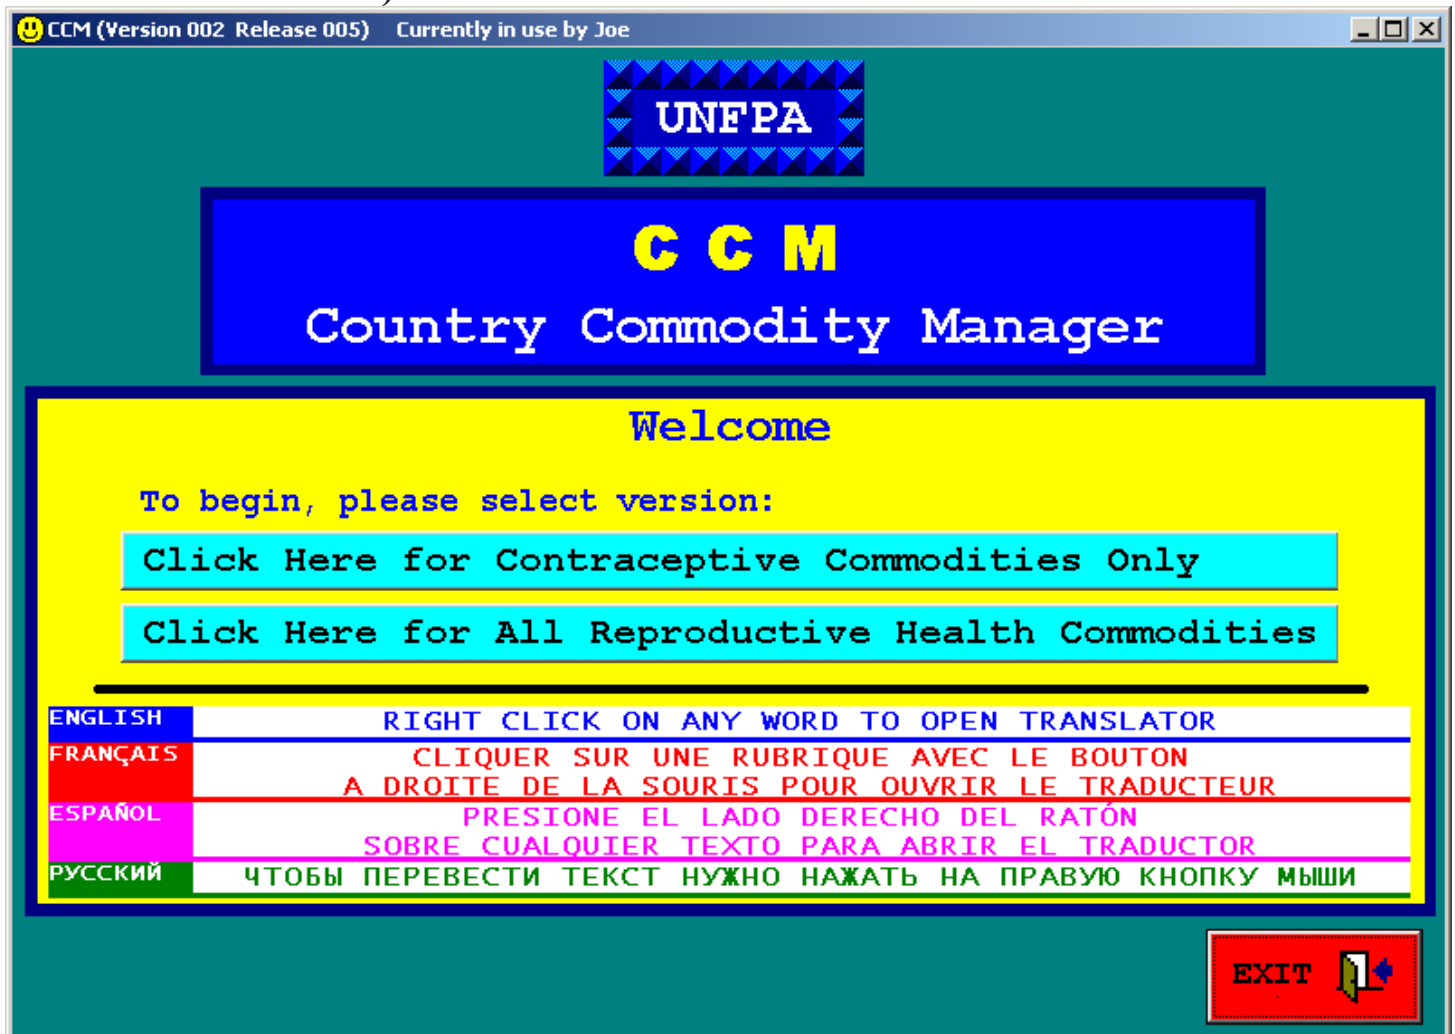 CCM (Version 002 Release 005) Currently in use by Joe
UNFPA
C C M
Country Commodity Manager
Welcome
To begin, please select version:
Click Here for Contraceptive Commodities Only
Click Here for All Reproductive Health Commodities
ENGLISH RIGHT CLICK ON ANY WORD TO OPEN TRANSLATOR
FRANÇAIS CLIQUER SUR UNE RUBRIQUE AVEC LE BOUTON
A DROITE DE LA SOURIS POUR OUVRIR LE TRADUCTEUR
ESPAÑOL PRESIONE EL LADO DERECHO DEL RATÓN
SOBRE CUALQUIER TEXTO PARA ABRIR EL TRADUCTOR
РУССКИЙ ЧТОБЫ ПЕРЕВЕСТИ ТЕКСТ НУЖНО НАЖАТЬ НА ПРАВУЮ КНОПКУ МЫШИ
EXIT